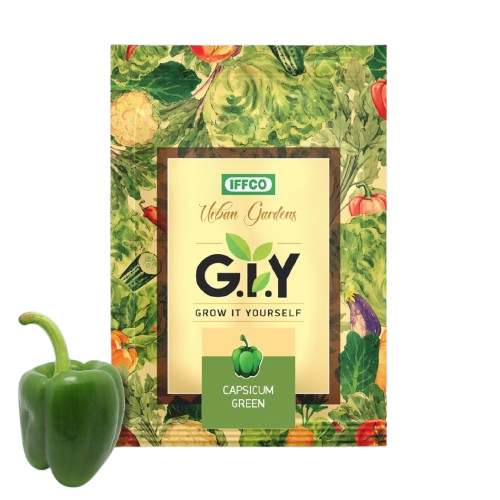 IFFCO
Urban Gardens
G.I.Y
GROW IT YOURSELF
CAPSICUM
GREEN